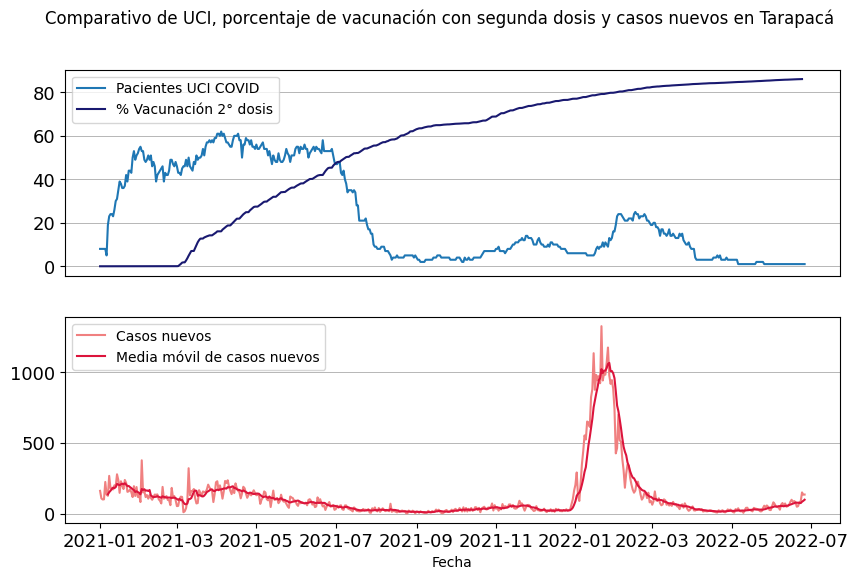 Comparativo de UCI, porcentaje de vacunación con segunda dosis y casos nuevos en Tarapacá
Pacientes UCI COVID
% Vacunación 2° dosis
80
60
40
20
0
Casos nuevos
Media móvil de casos nuevos
1000
500
0
2021-01 2021-03 2021-05 2021-07 2021-09 2021-11 2022-01 2022-03 2022-05 2022-07
Fecha